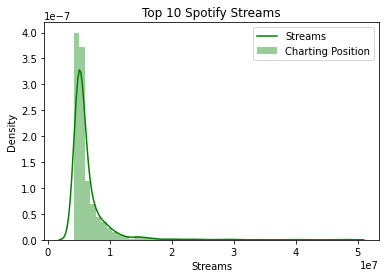 Top 10 Spotify Streams
1e−7
Streams
Charting Position
4.0
3.5
3.0
2.5
2.0
1.5
1.0
0.5
0.0
Density
0 1 2 3 4 5
Streams
1e7